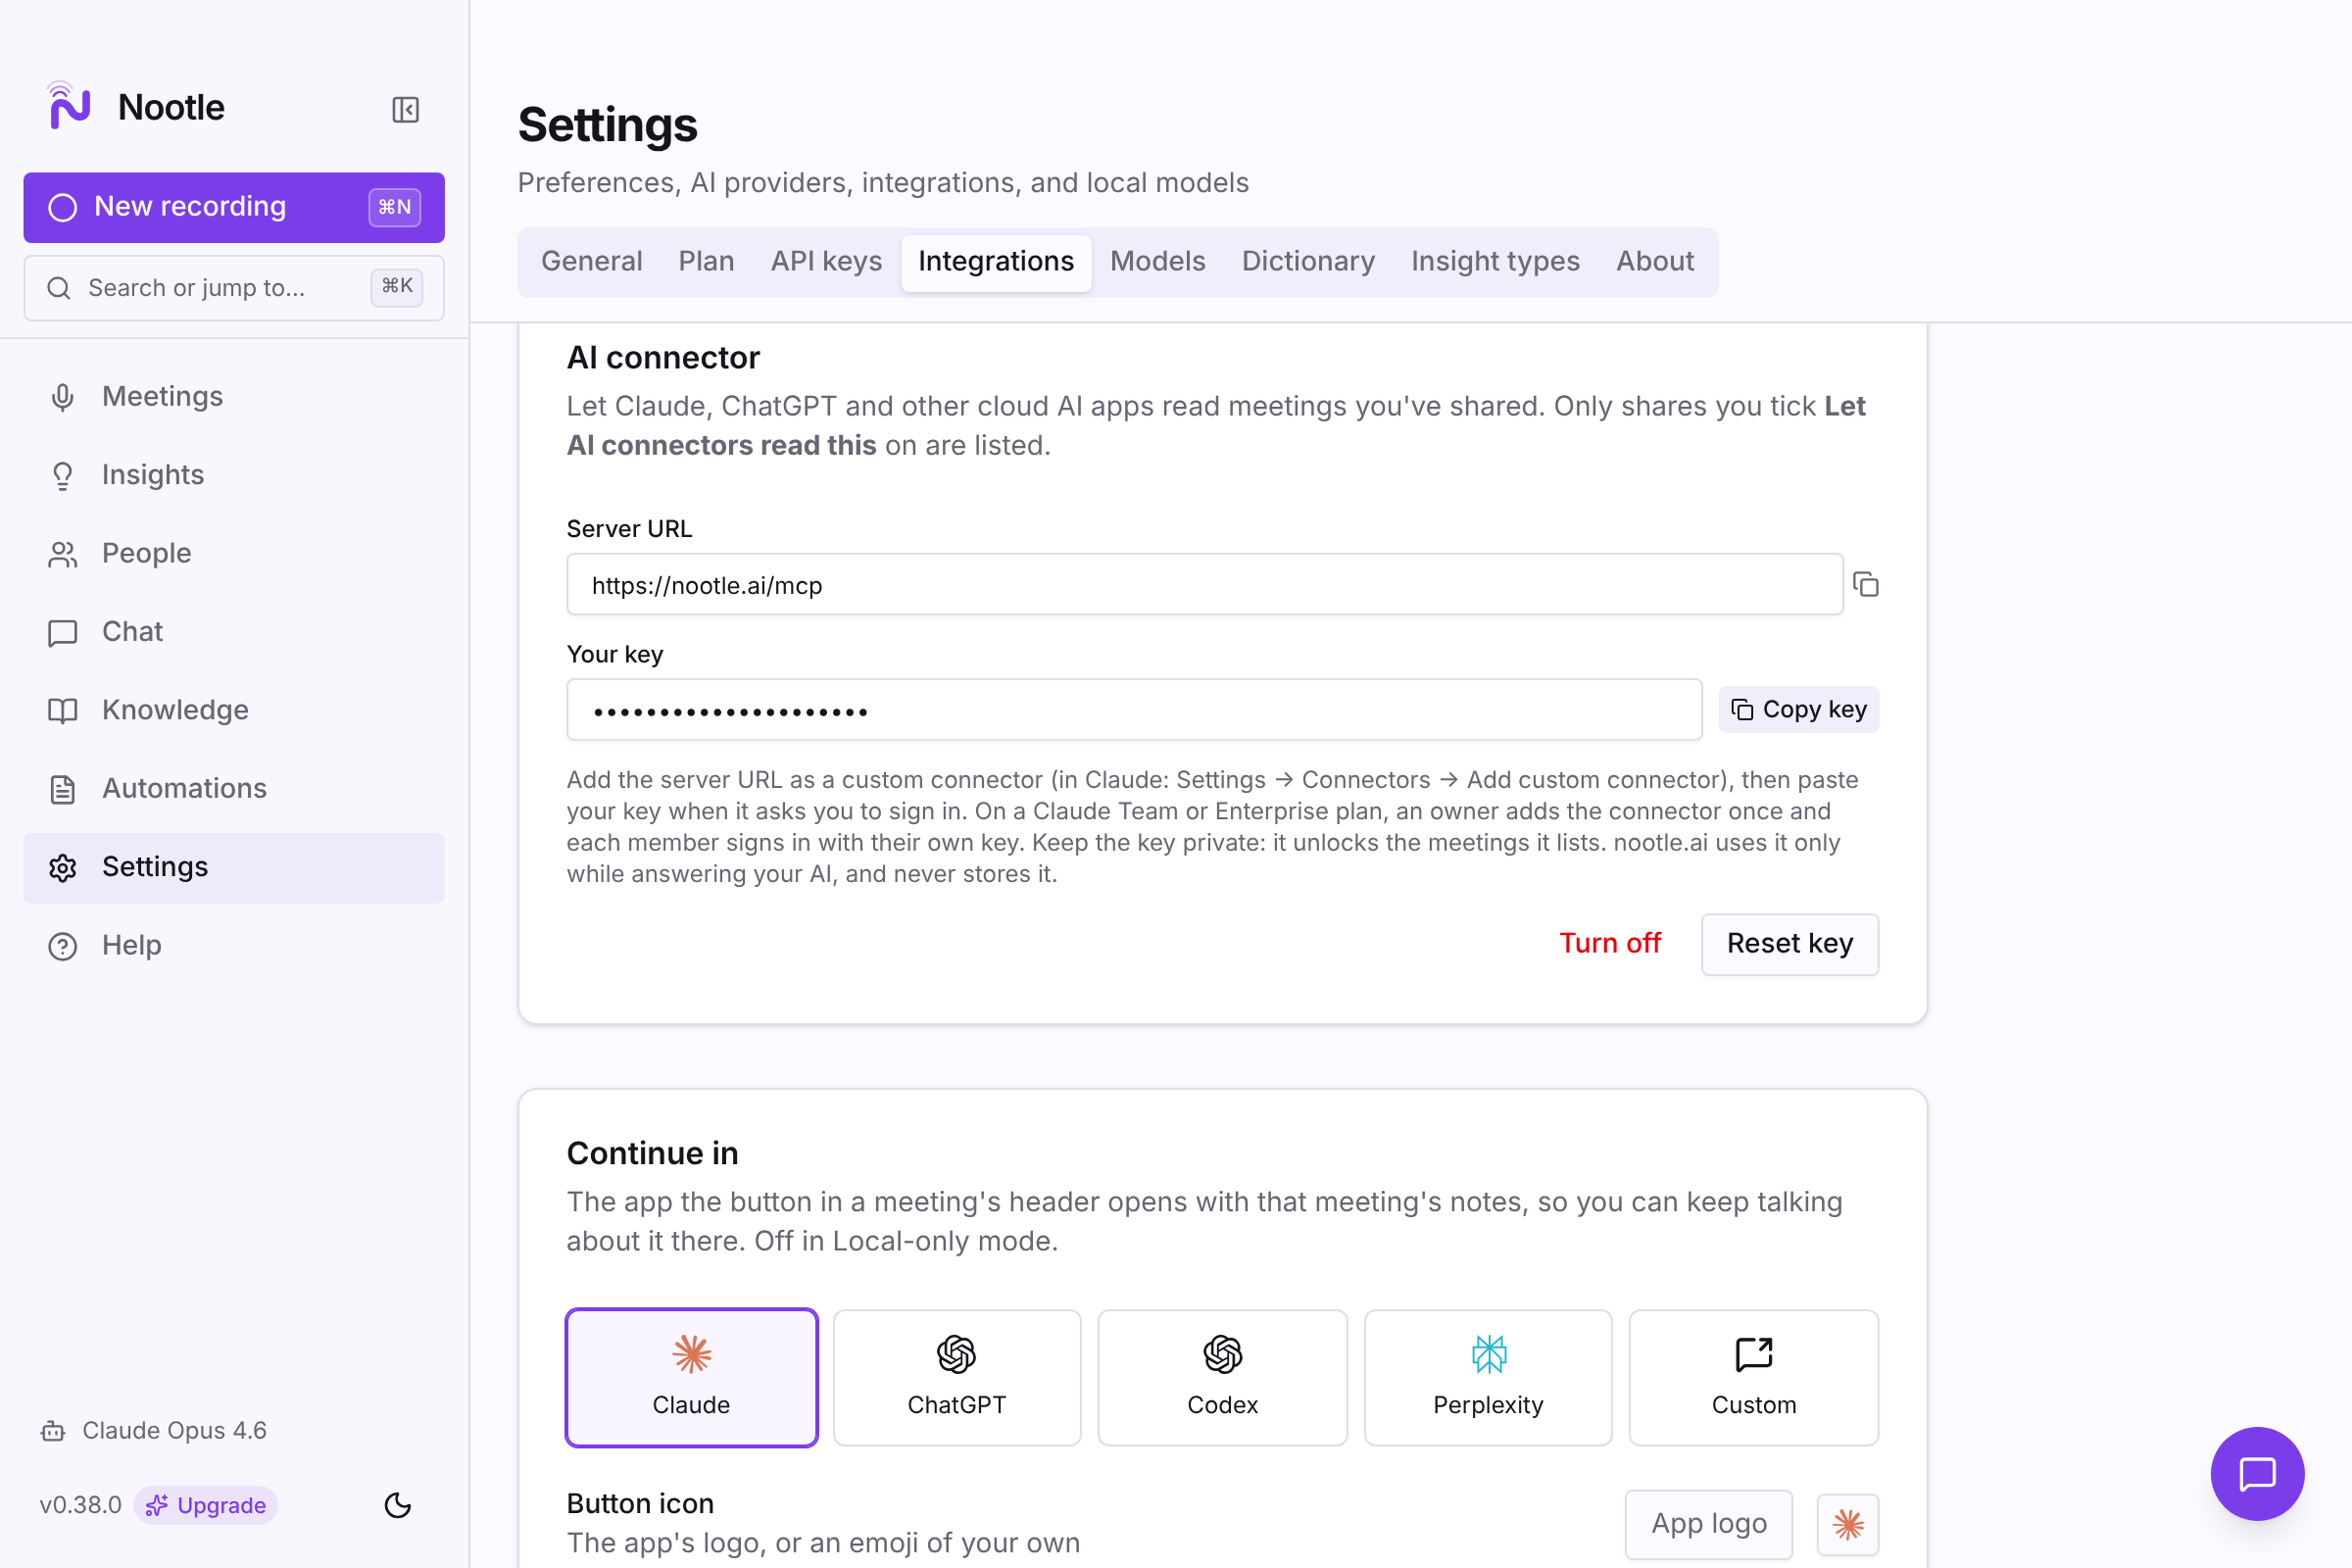 Nootle
New recording
⌘N
Search or jump to...
⌘K
Meetings
Insights
People
Chat
Knowledge
Automations
Settings
Help
Claude Opus 4.6
v0.38.0
Upgrade
Settings
Preferences, AI providers, integrations, and local models
General
Plan
API keys
Integrations
Models
Dictionary
Insight types
About
AI connector
Let Claude, ChatGPT and other cloud AI apps read meetings you've shared. Only shares you tick Let
AI connectors read this on are listed.
Server URL
https://nootle.ai/mcp
Your key
•••••••••••••••••••••
Copy key
Add the server URL as a custom connector (in Claude: Settings → Connectors → Add custom connector), then paste
your key when it asks you to sign in. On a Claude Team or Enterprise plan, an owner adds the connector once and
each member signs in with their own key. Keep the key private: it unlocks the meetings it lists. nootle.ai uses it only
while answering your AI, and never stores it.
Turn off
Reset key
Continue in
The app the button in a meeting's header opens with that meeting's notes, so you can keep talking
about it there. Off in Local-only mode.
Claude
ChatGPT
Codex
Perplexity
Custom
Button icon
The app's logo, or an emoji of your own
App logo